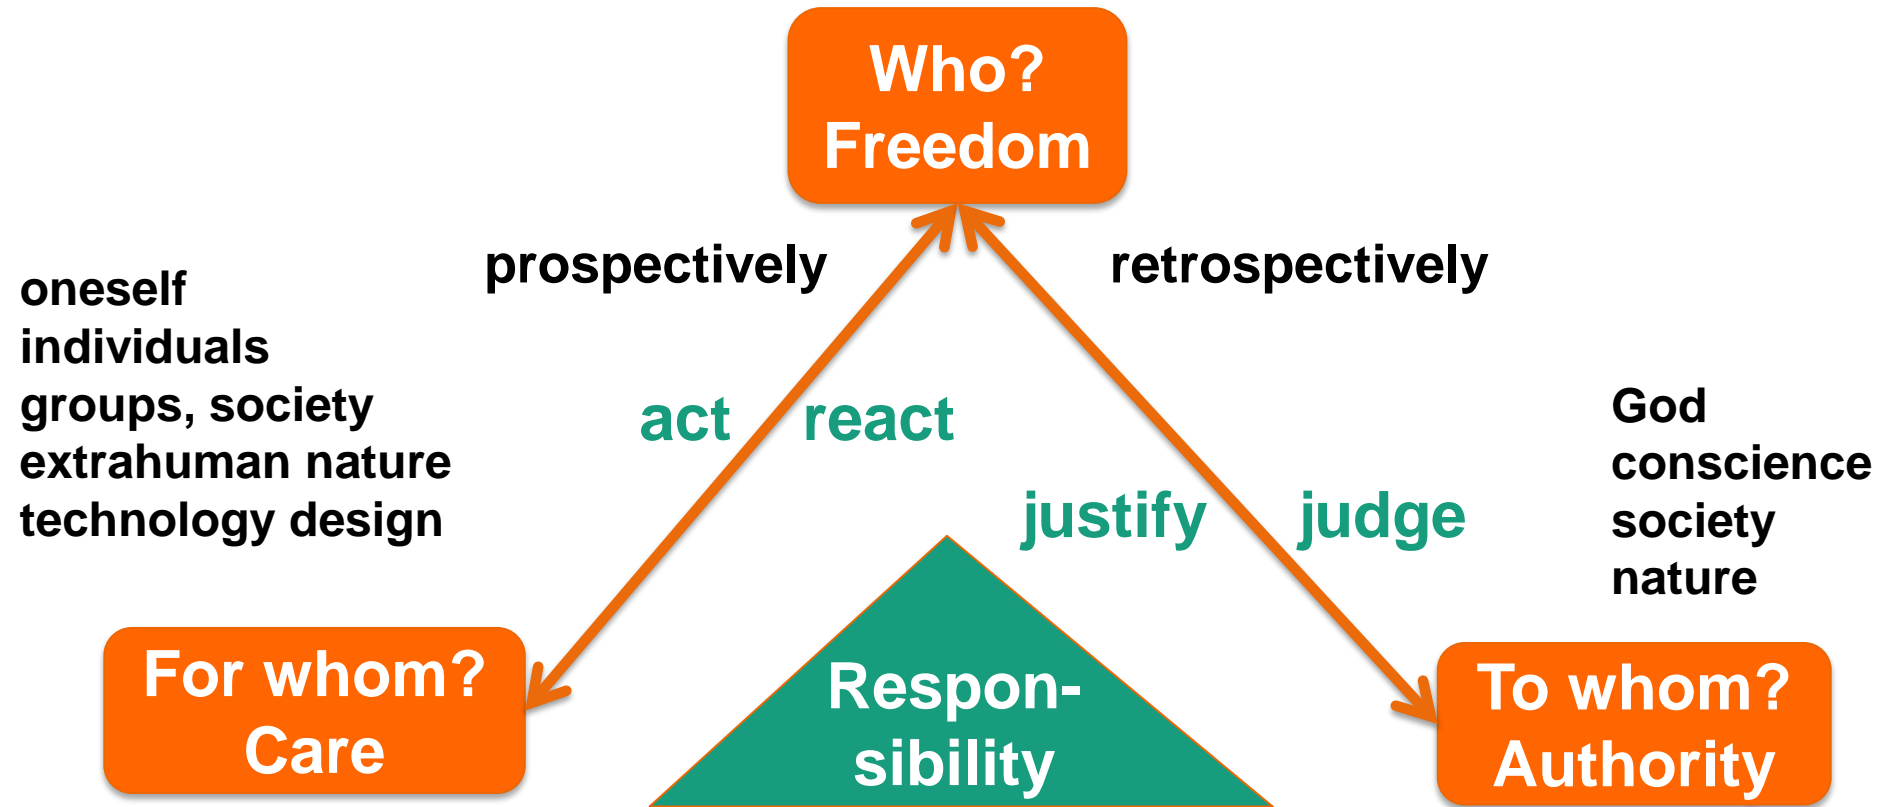 Who?
Freedom
prospectively
retrospectively
oneself
individuals
groups, society
extrahuman nature
technology design
act
react
God
conscience
society
nature
justify
judge
For whom?
Care
Respon-
sibility
To whom?
Authority